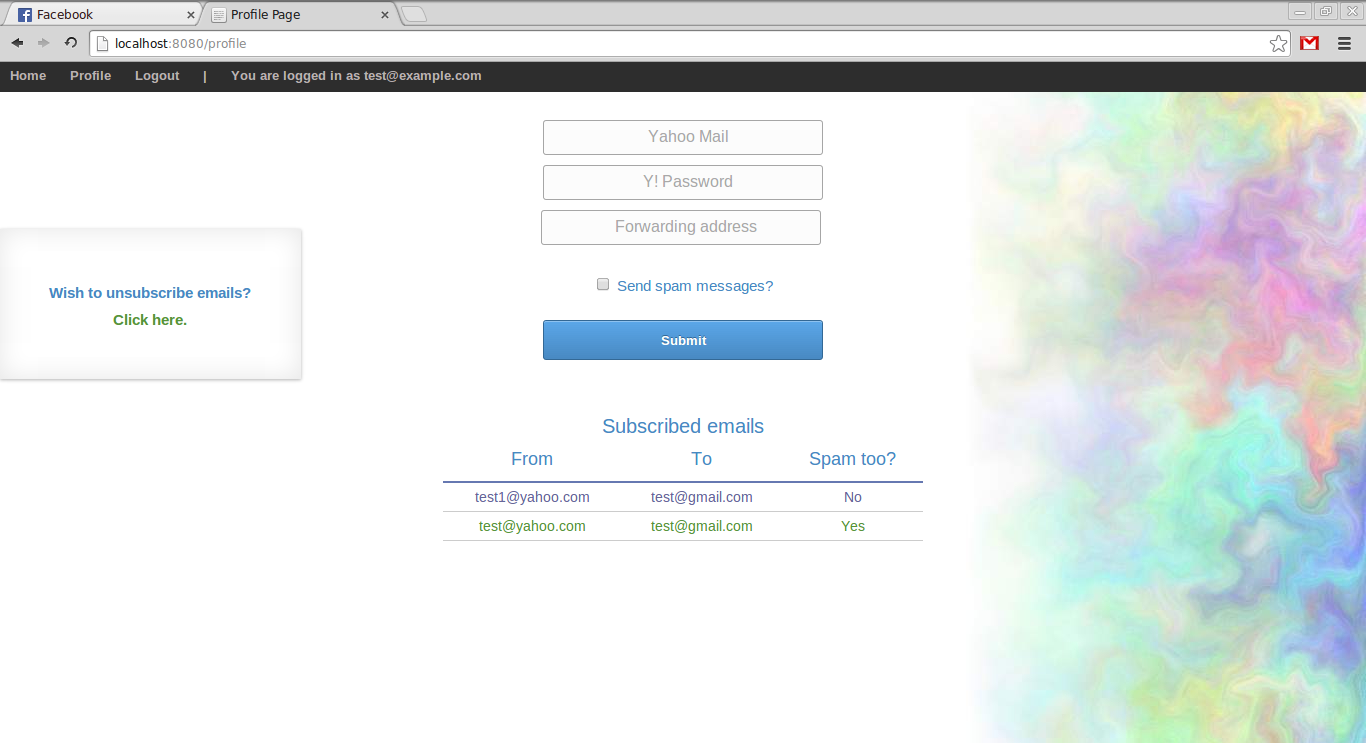 Facebook
Profile Page
localhost:8080/profile
Home Profile Logout | You are logged in as test@example.com
Yahoo Mail
Y! Password
Forwarding address
Send spam messages?
Submit
Wish to unsubscribe emails?
Click here.
Subscribed emails
From To Spam too?
test1@yahoo.com test@gmail.com No
test@yahoo.com test@gmail.com Yes